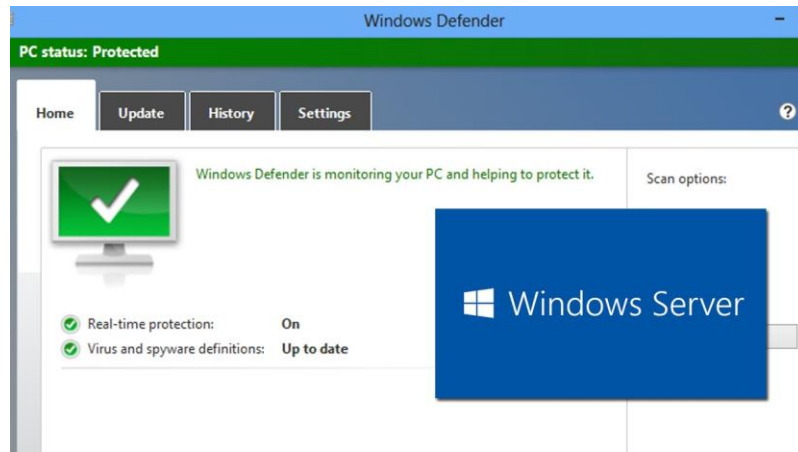 Windows Defender
PC status: Protected
Home
Update
History
Settings
?
Windows Defender is monitoring your PC and helping to protect it.
Scan options:
Windows Server
Real-time protection:
On
Virus and spyware definitions:
Up to date